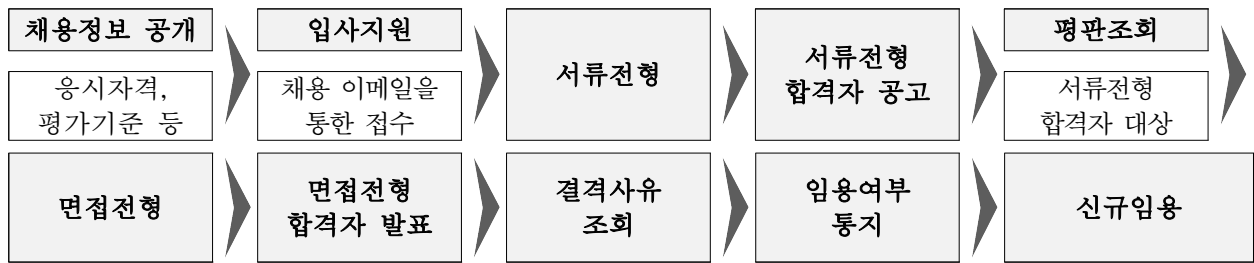 채용정보 공개
응시자격,
평가기준 등
입사지원
채용 이메일을
통한 접수
서류전형
서류전형
합격자 공고
평판조회
서류전형
합격자 대상
면접전형
면접전형
합격자 발표
결격사유
조회
임용여부
통지
신규임용